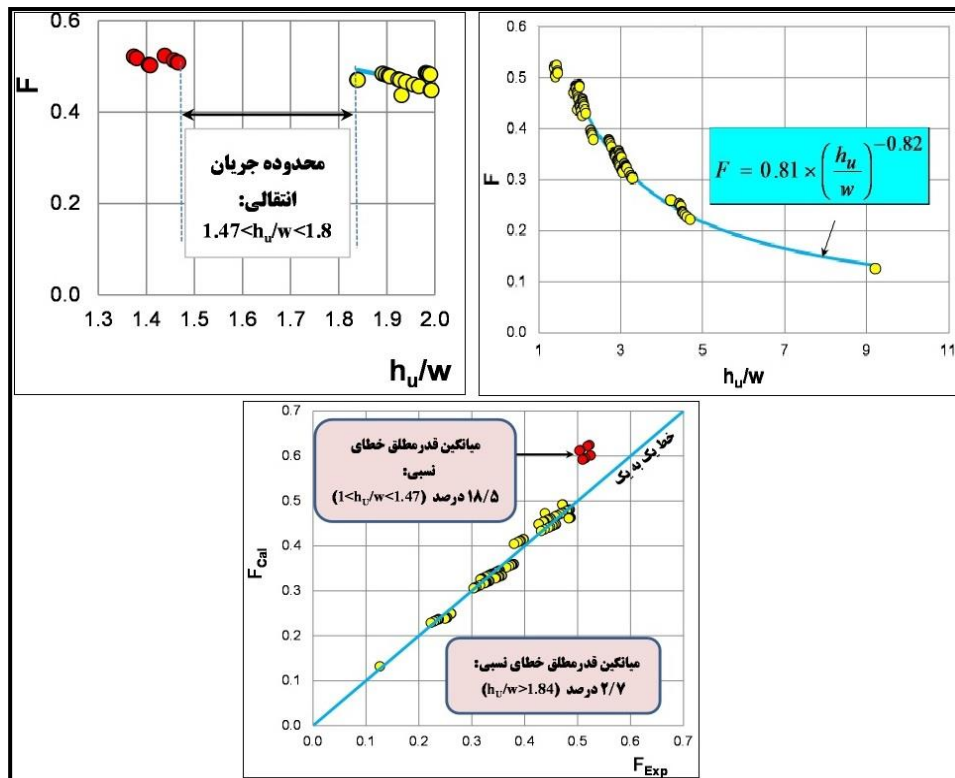 0.6
0.4
0.2
0.0
F
محدوده جریان
انتقالی:
1.47<hu/w<1.8
1.3 1.4 1.5 1.6 1.7 1.8 1.9 2.0
hu/w
0.6
0.5
0.4
0.3
0.2
0.1
0.0
F
F = 0.81 × (hu/w)^−0.82
1 3 5 7 9 11
hu/w
0.7
0.6
0.5
0.4
0.3
0.2
0.1
0.0
FCal
میانگین قدرمطلق خطای
نسبی:
۱۸/۵ درصد (1<hU/w<1.47)
خط یک به یک
میانگین قدرمطلق خطای نسبی:
۲/۷ درصد (hU/w>1.84)
0.0 0.1 0.2 0.3 0.4 0.5 0.6 0.7
FExp